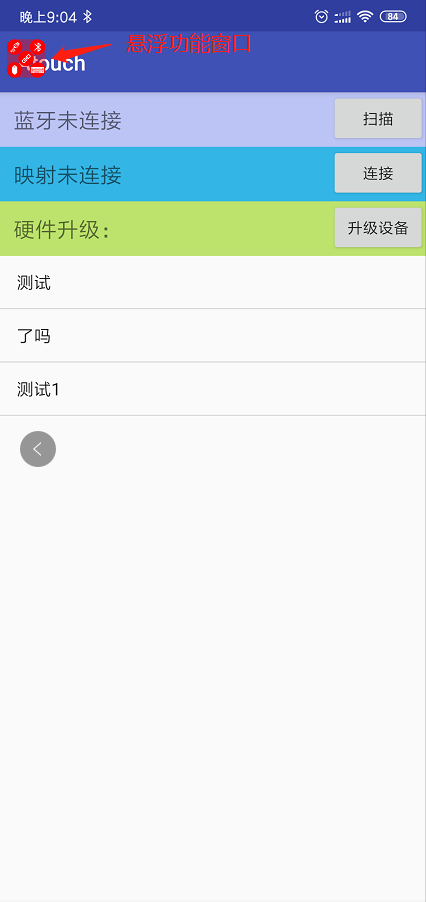 晚上9:04
84
悬浮功能窗口
ouch
蓝牙未连接
扫描
映射未连接
连接
硬件升级：
升级设备
测试
了吗
测试1